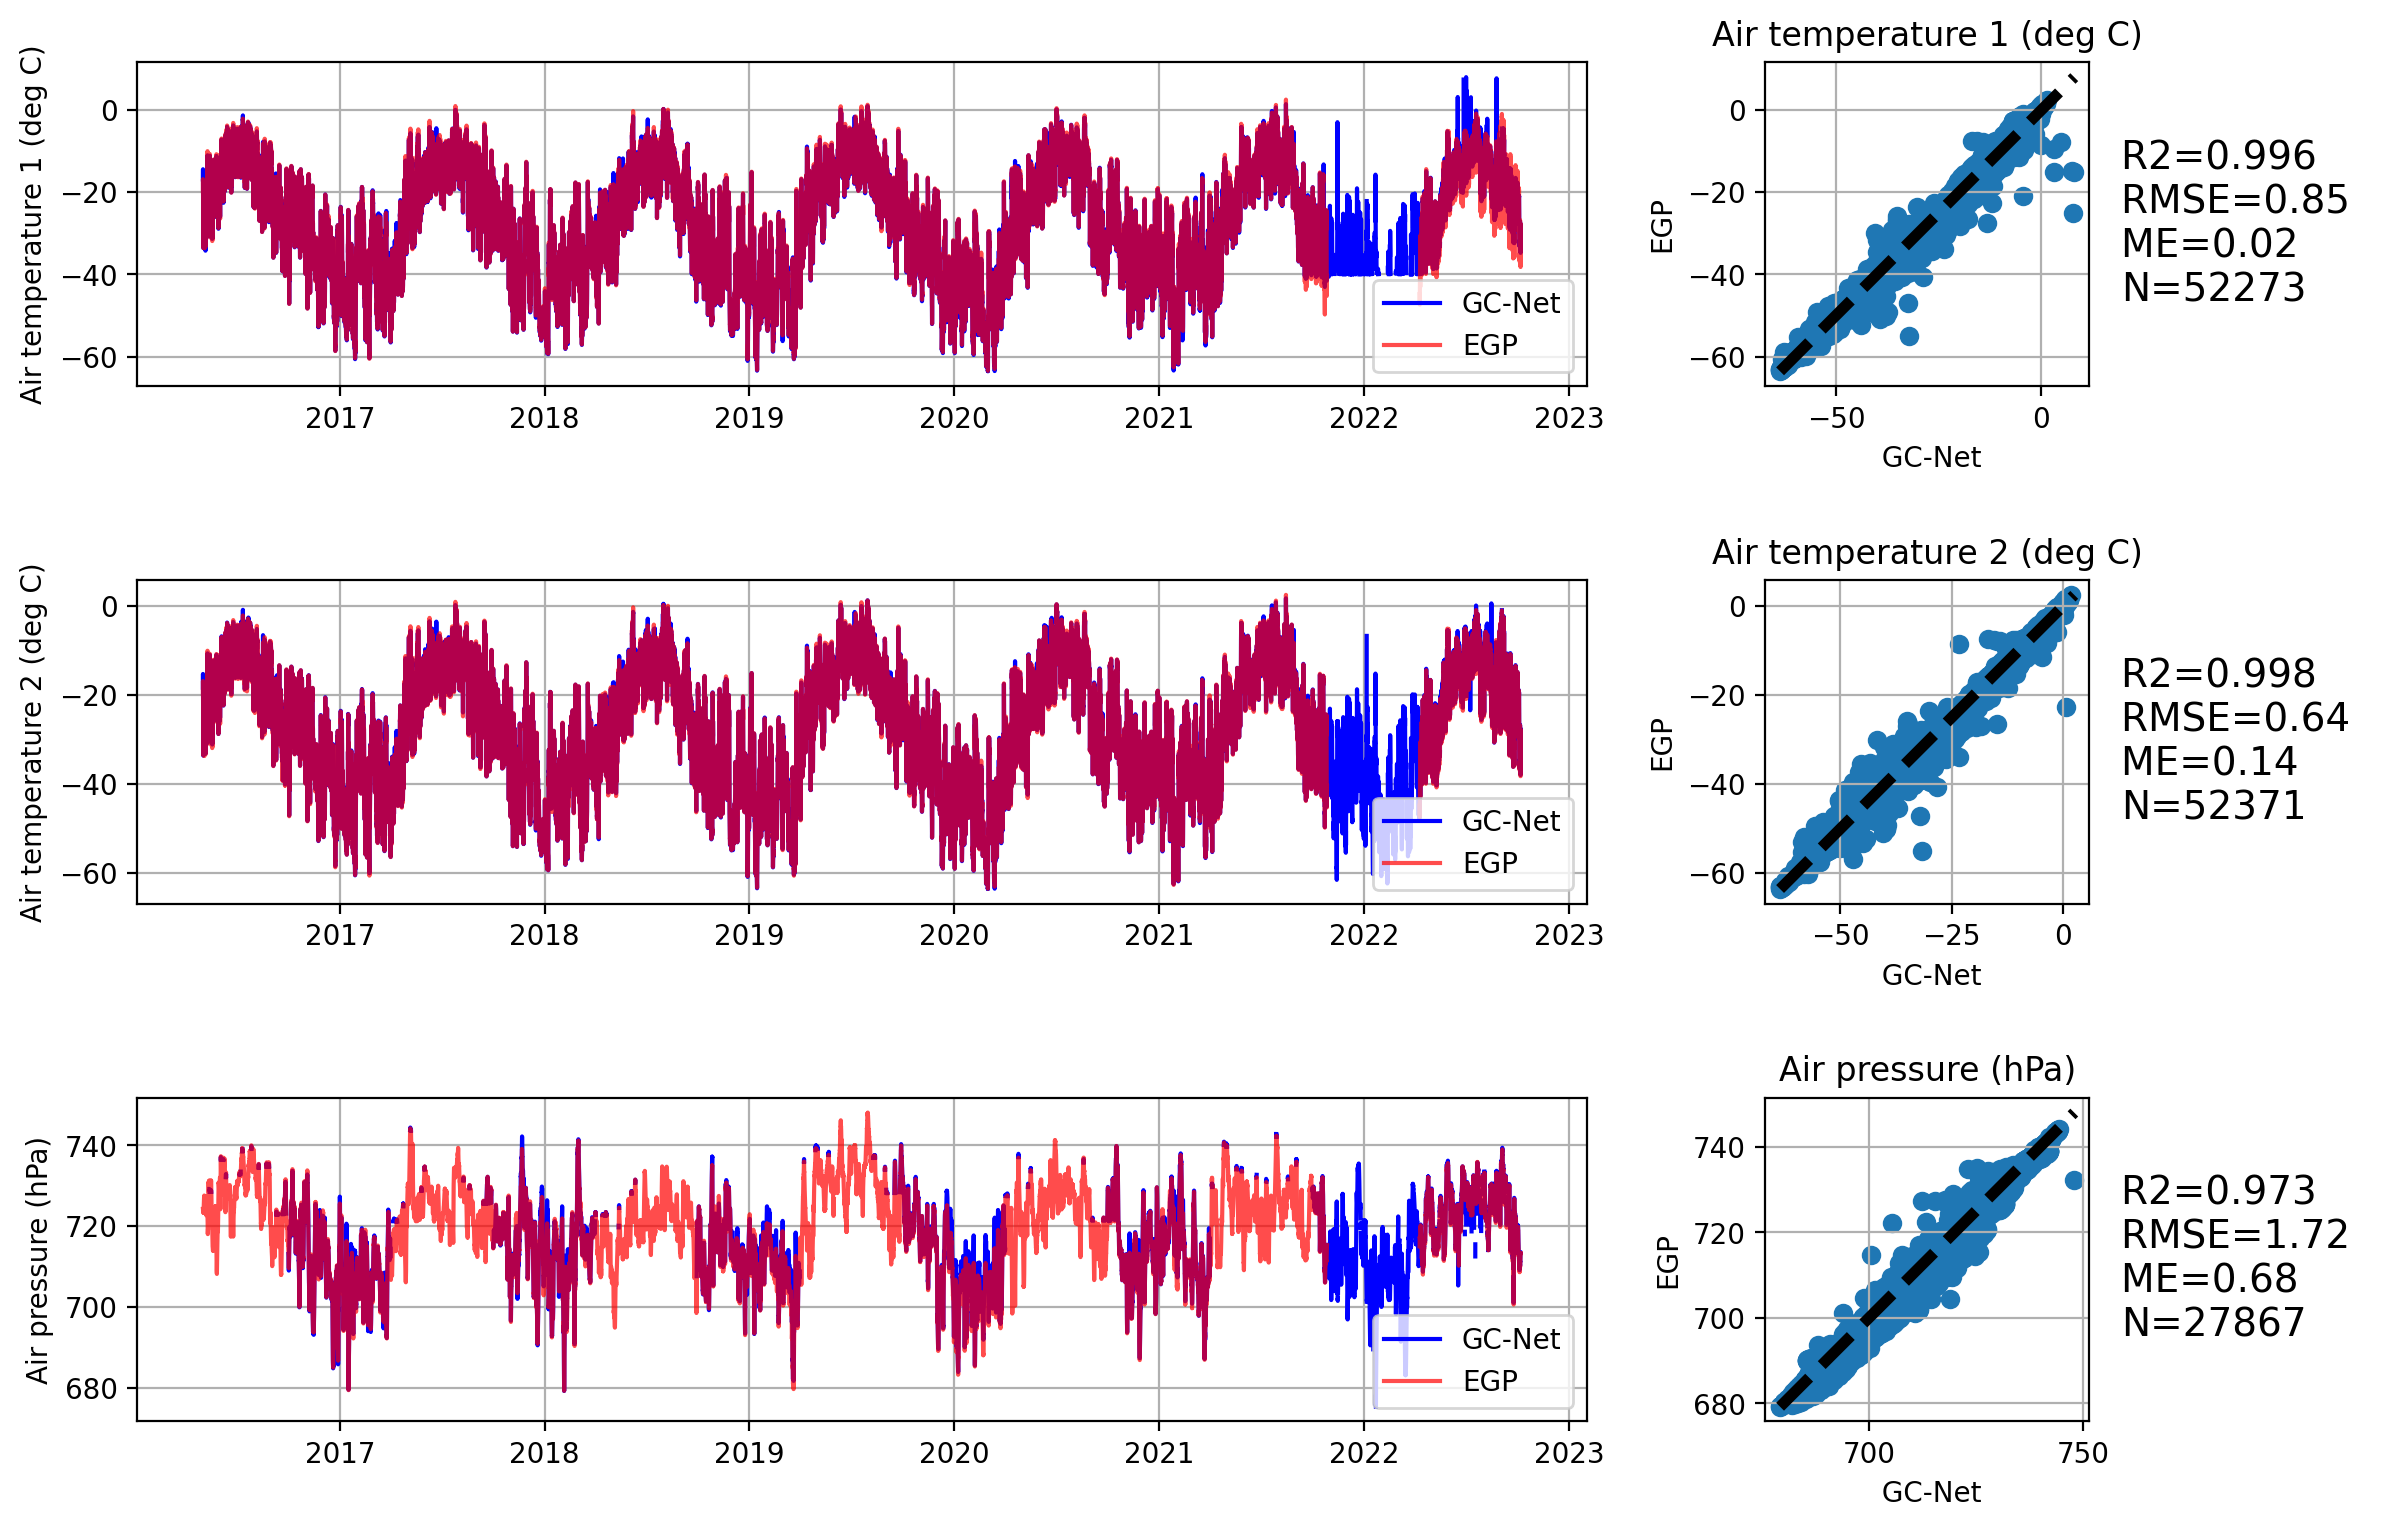 Air temperature 1 (deg C)
0
−20
−40
−60
2017
2018
2019
2020
2021
2022
2023
GC-Net
EGP
Air temperature 1 (deg C)
EGP
0
−20
−40
−60
−50
0
GC-Net
R2=0.996
RMSE=0.85
ME=0.02
N=52273
Air temperature 2 (deg C)
0
−20
−40
−60
2017
2018
2019
2020
2021
2022
2023
GC-Net
EGP
Air temperature 2 (deg C)
EGP
0
−20
−40
−60
−50
−25
0
GC-Net
R2=0.998
RMSE=0.64
ME=0.14
N=52371
Air pressure (hPa)
740
720
700
680
2017
2018
2019
2020
2021
2022
2023
GC-Net
EGP
Air pressure (hPa)
EGP
740
720
700
680
700
750
GC-Net
R2=0.973
RMSE=1.72
ME=0.68
N=27867